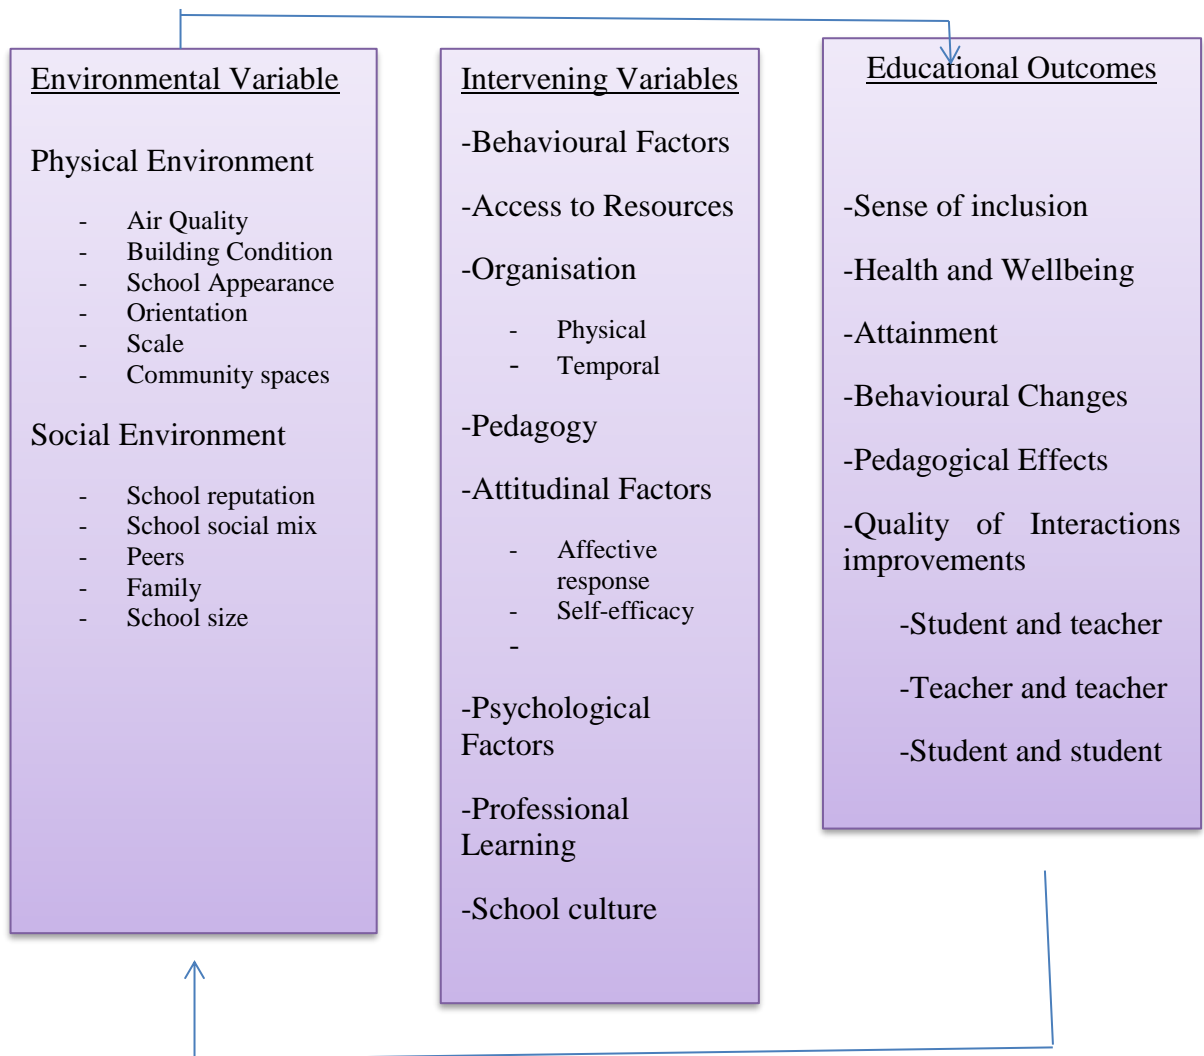 Environmental Variable
Physical Environment
- Air Quality
- Building Condition
- School Appearance
- Orientation
- Scale
- Community spaces
Social Environment
- School reputation
- School social mix
- Peers
- Family
- School size
Intervening Variables
-Behavioural Factors
-Access to Resources
-Organisation
- Physical
- Temporal
-Pedagogy
-Attitudinal Factors
- Affective
response
- Self-efficacy
-
-Psychological
Factors
-Professional
Learning
-School culture
Educational Outcomes
-Sense of inclusion
-Health and Wellbeing
-Attainment
-Behavioural Changes
-Pedagogical Effects
-Quality of Interactions
improvements
-Student and teacher
-Teacher and teacher
-Student and student